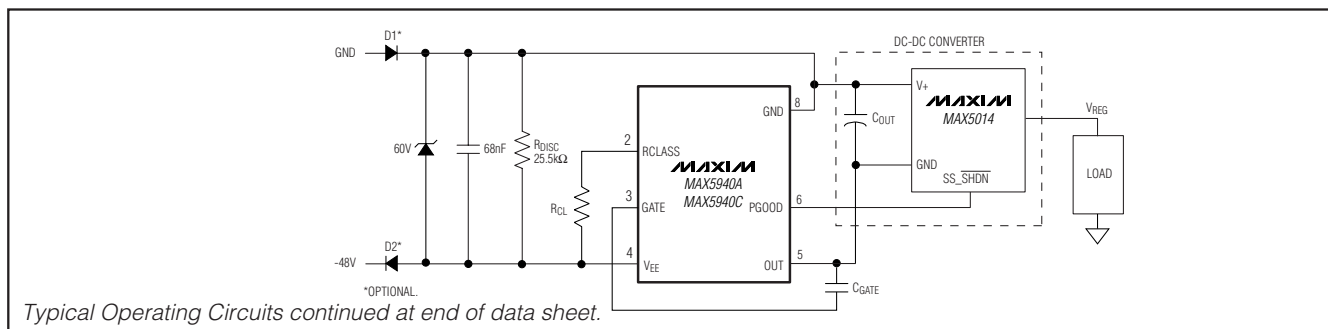 DC-DC CONVERTER
D1*
GND
60V
68nF
RDISC
25.5kΩ
RCL
D2*
-48V
*OPTIONAL.
2
RCLASS
3
GATE
4
VEE
MAXIM
MAX5940A
MAX5940C
GND
8
PGOOD
6
OUT
5
CGATE
COUT
V+
MAXIM
MAX5014
GND
SS_SHDN
VREG
LOAD
Typical Operating Circuits continued at end of data sheet.